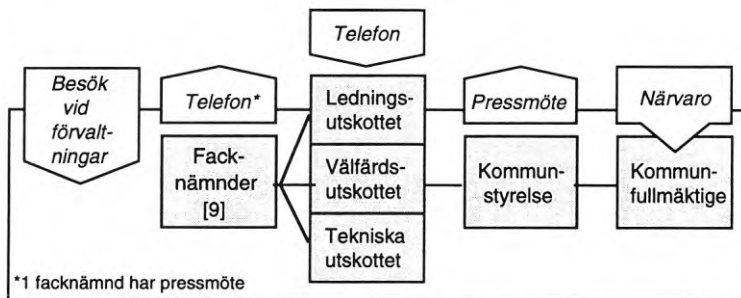 Telefon
Besök
vid
förvalt-
ningar
Telefon*
Lednings-
utskottet
Pressmöte
Närvaro
Fack-
nämnder
[9]
Välfärds-
utskottet
Kommun-
styrelse
Kommun-
fullmäktige
Tekniska
utskottet
*1 facknämnd har pressmöte